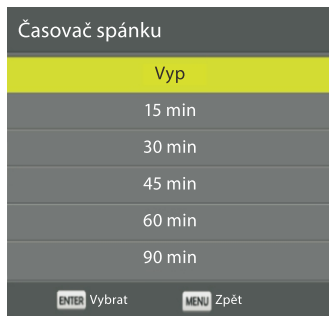 Časovač spánku
Vyp
15 min
30 min
45 min
60 min
90 min
ENTER Vybrat MENU Zpět